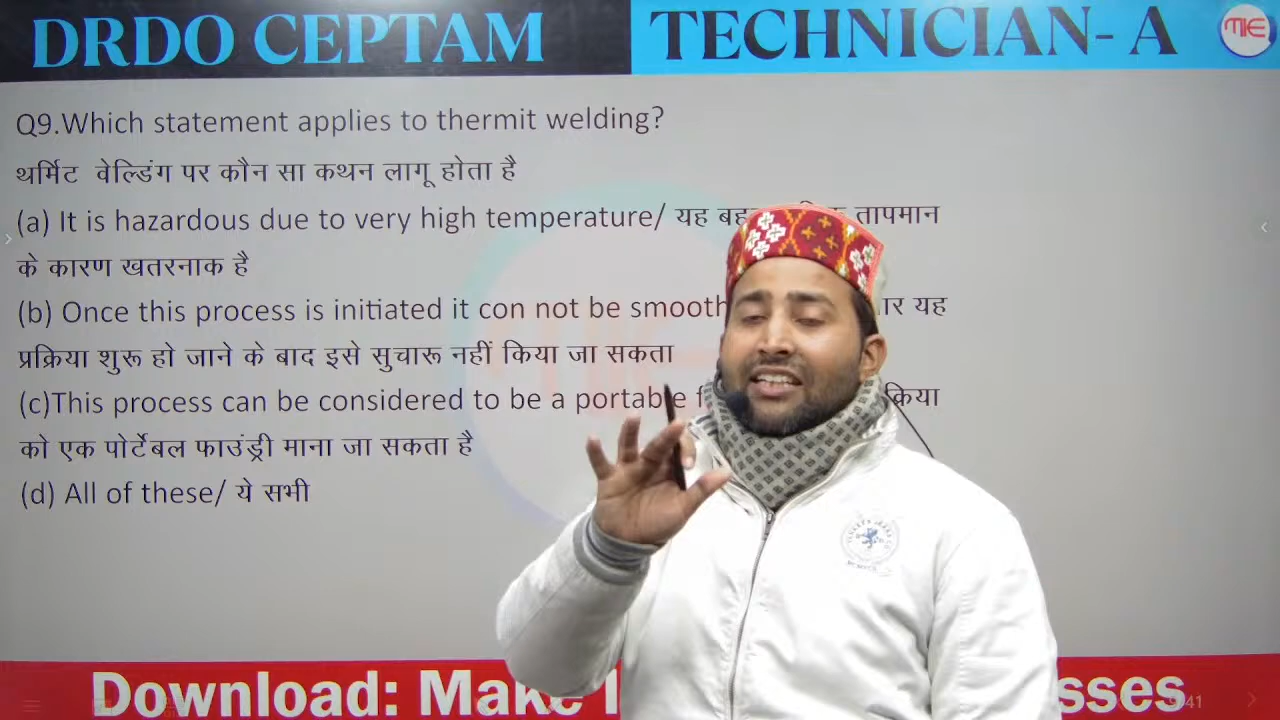 DRDO CEPTAM TECHNICIAN- A
MIE
Q9.Which statement applies to thermit welding?
थर्मिट वेल्डिंग पर कौन सा कथन लागू होता है
(a) It is hazardous due to very high temperature/ यह तापमान
के कारण खतरनाक है
(b) Once this process is initiated it con not be smooth यह
प्रक्रिया शुरू हो जाने के बाद इसे सुचारू नहीं किया जा सकता
(c)This process can be considered to be a portable
को एक पोर्टेबल फाउंड्री माना जा सकता है
(d) All of these/ ये सभी
Download: Make